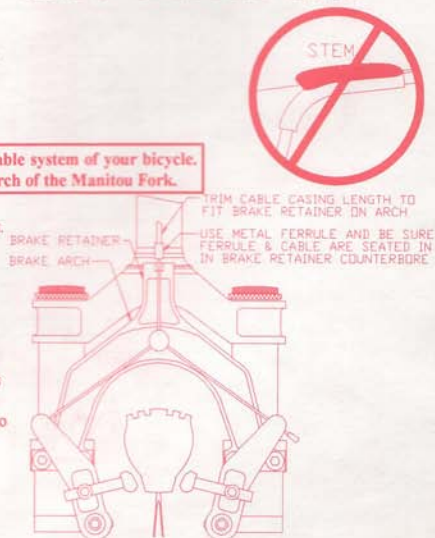 STEM
able system of your bicycle.
rch of the Manitou Fork.
TRIM CABLE CASING LENGTH TO
FIT BRAKE RETAINER ON ARCH
BRAKE RETAINER
USE METAL FERRULE AND BE SURE
BRAKE ARCH
FERRULE & CABLE ARE SEATED IN
IN BRAKE RETAINER COUNTERBORE